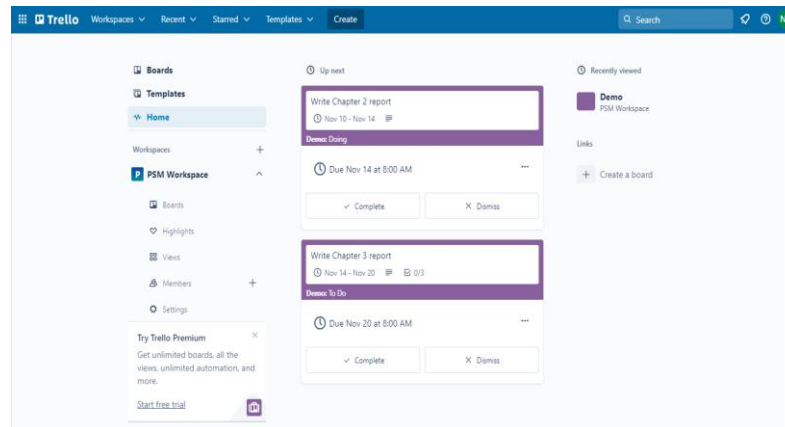 Trello Workspaces Recent Starred Templates Create Search
Boards
Templates
Home
Workspaces
P PSM Workspace
Boards
Highlights
Views
Members
Settings
Try Trello Premium
Get unlimited boards, all the
views, unlimited automation, and
more.
Start free trial
Up next
Write Chapter 2 report
Nov 10 - Nov 14
Demo: Doing
Due Nov 14 at 8:00 AM
Complete Dismiss
Write Chapter 3 report
Nov 14 - Nov 20 0/3
Demo: To Do
Due Nov 20 at 8:00 AM
Complete Dismiss
Recently viewed
Demo
PSM Workspace
Links
Create a board